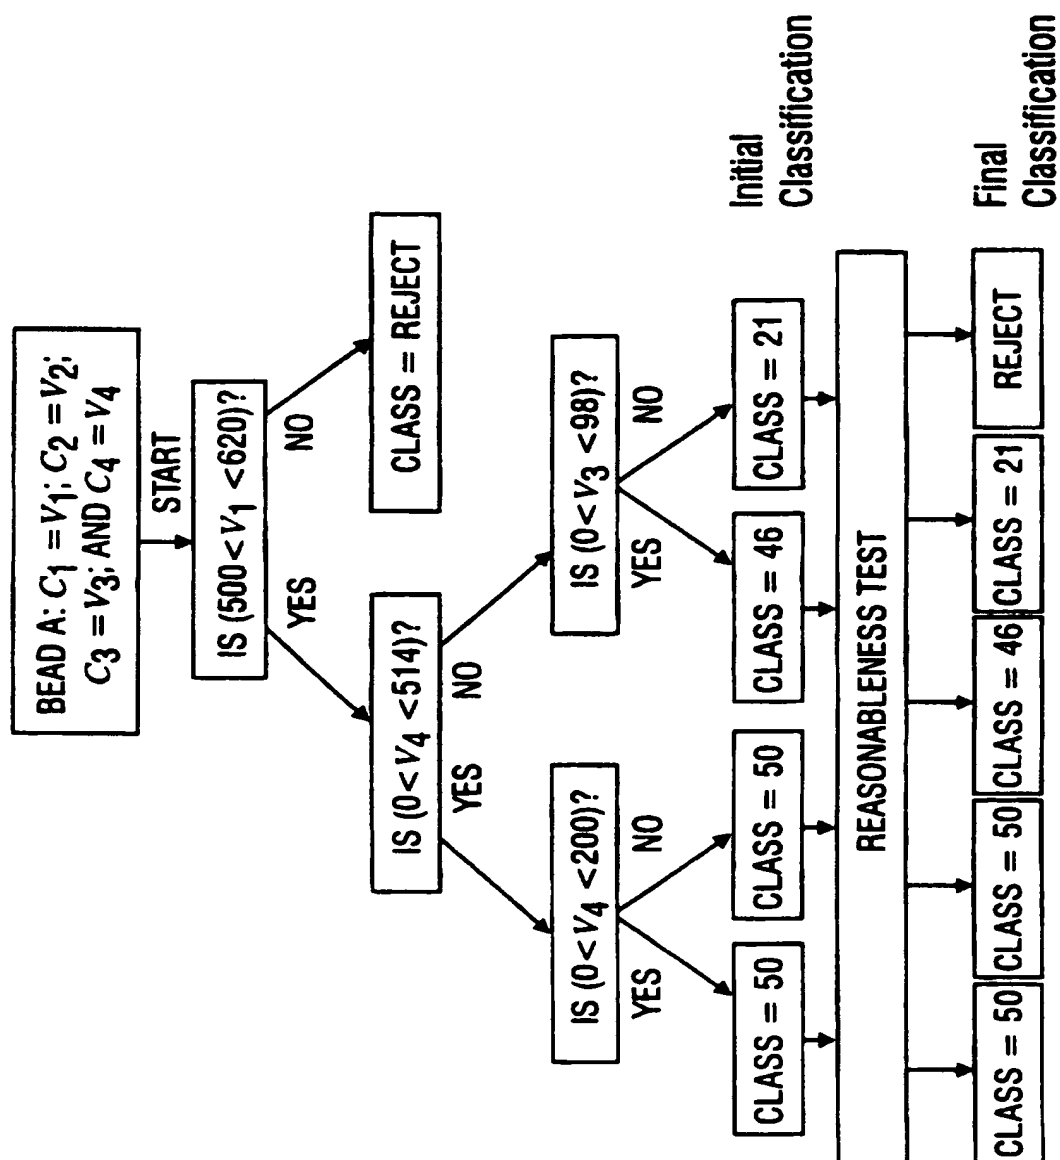 BEAD A: C1 = V1; C2 = V2;
C3 = V3; AND C4 = V4
START
IS (500 < V1 < 620)?
YES
NO
IS (0 < V4 < 514)?
CLASS = REJECT
YES
NO
IS (0 < V4 < 200)?
IS (0 < V3 < 98)?
YES
NO
YES
NO
CLASS = 50
CLASS = 50
CLASS = 46
CLASS = 21
Initial
Classification
REASONABLENESS TEST
CLASS = 50
CLASS = 50
CLASS = 46
CLASS = 21
REJECT
Final
Classification